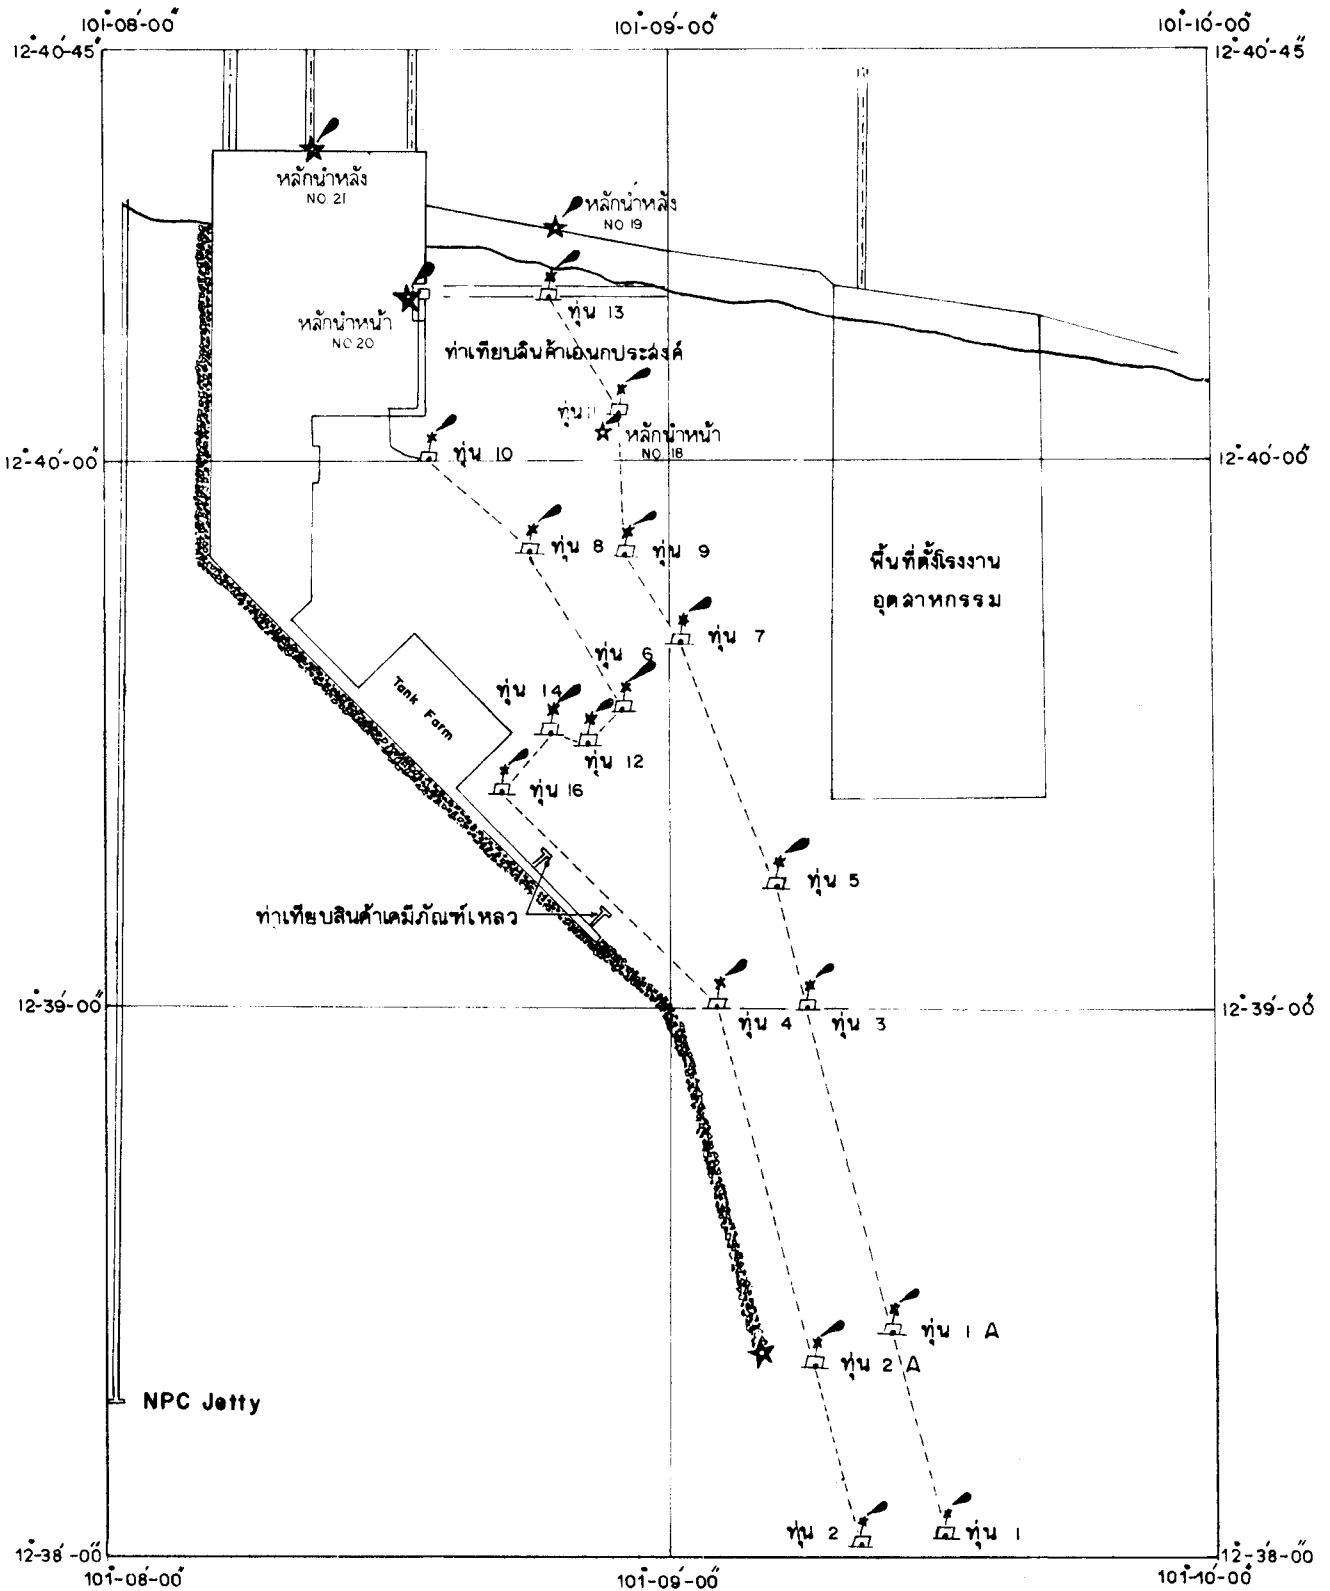 101°-08'-00"
101°-09'-00"
101°-10'-00"
12°-40'-45"
12°-40'-45"
หลักนำหลัง
NO. 21
หลักนำหลัง
NO 19
ทุ่น 13
หลักนำหน้า
NO 20
ท่าเทียบสินค้าเอนกประสงค์
ทุ่น 11
หลักนำหน้า
NO. 18
ทุ่น 10
12°-40'-00"
12°-40'-00"
ทุ่น 8
ทุ่น 9
พื้นที่ตั้งโรงงาน
อุตสาหกรรม
ทุ่น 7
ทุ่น 6
ทุ่น 14
Tank Farm
ทุ่น 12
ทุ่น 16
ทุ่น 5
ท่าเทียบสินค้าเคมีภัณฑ์เหลว
12°-39'-00"
12°-39'-00"
ทุ่น 4
ทุ่น 3
ทุ่น 1 A
ทุ่น 2 A
NPC Jetty
ทุ่น 2
ทุ่น 1
12°-38'-00"
12°-38'-00"
101°-08'-00"
101°-09'-00"
101°-10'-00"